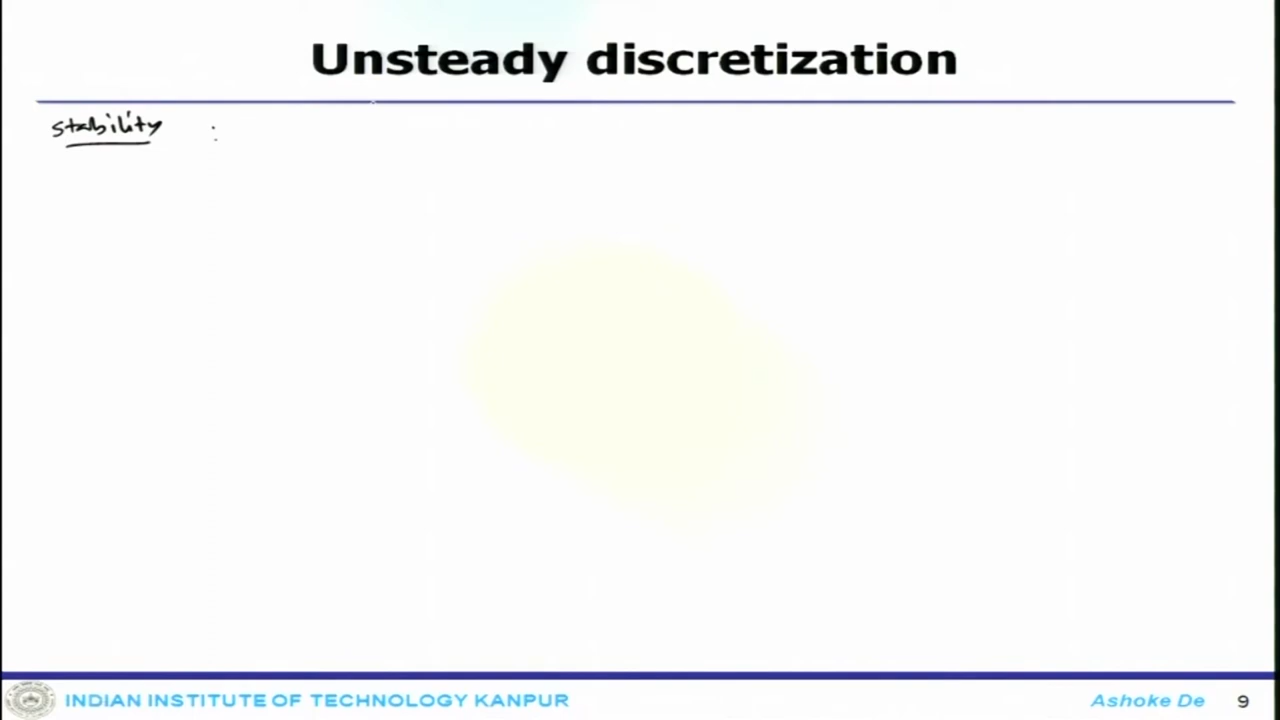 Unsteady discretization
stability :
INDIAN INSTITUTE OF TECHNOLOGY KANPUR
Ashoke De 9